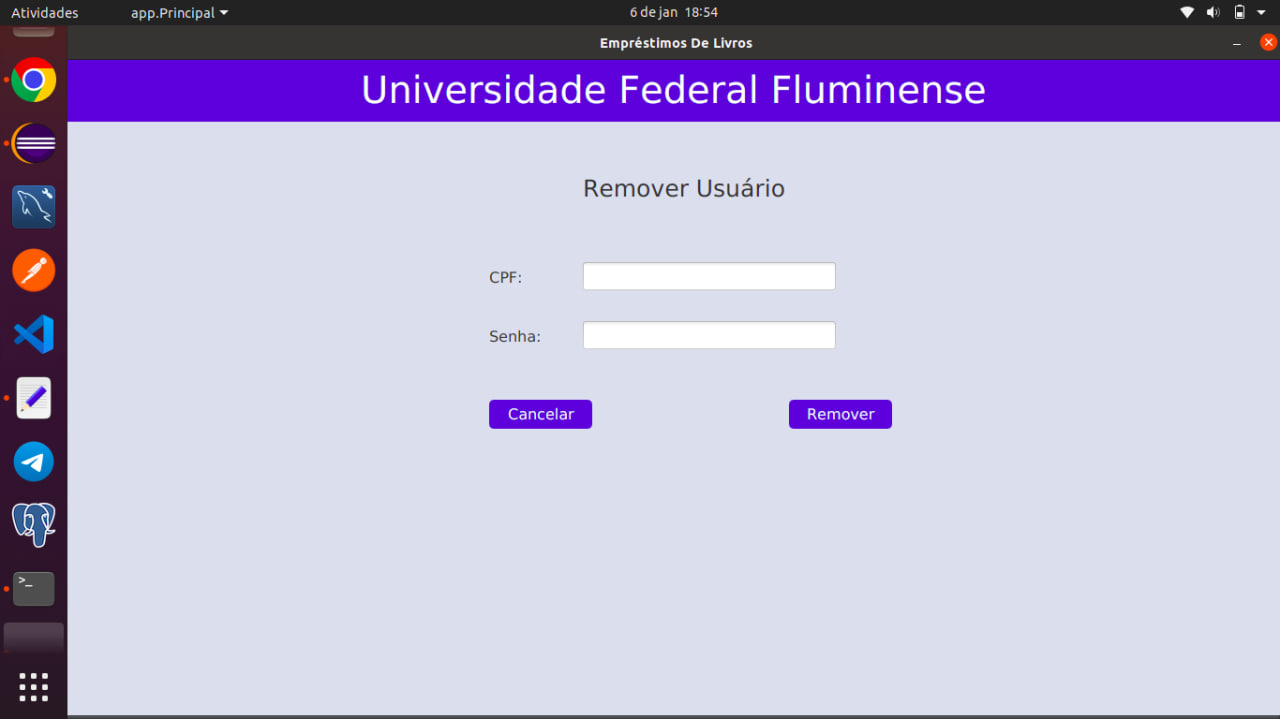 Atividades app.Principal 6 de jan 18:54
Empréstimos De Livros
Universidade Federal Fluminense
Remover Usuário
CPF:
Senha:
Cancelar Remover
>_